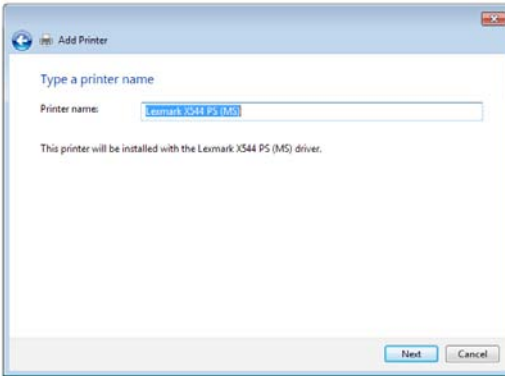 Add Printer
Type a printer name
Printer name:
Lexmark X544 PS (MS)
This printer will be installed with the Lexmark X544 PS (MS) driver.
Next
Cancel